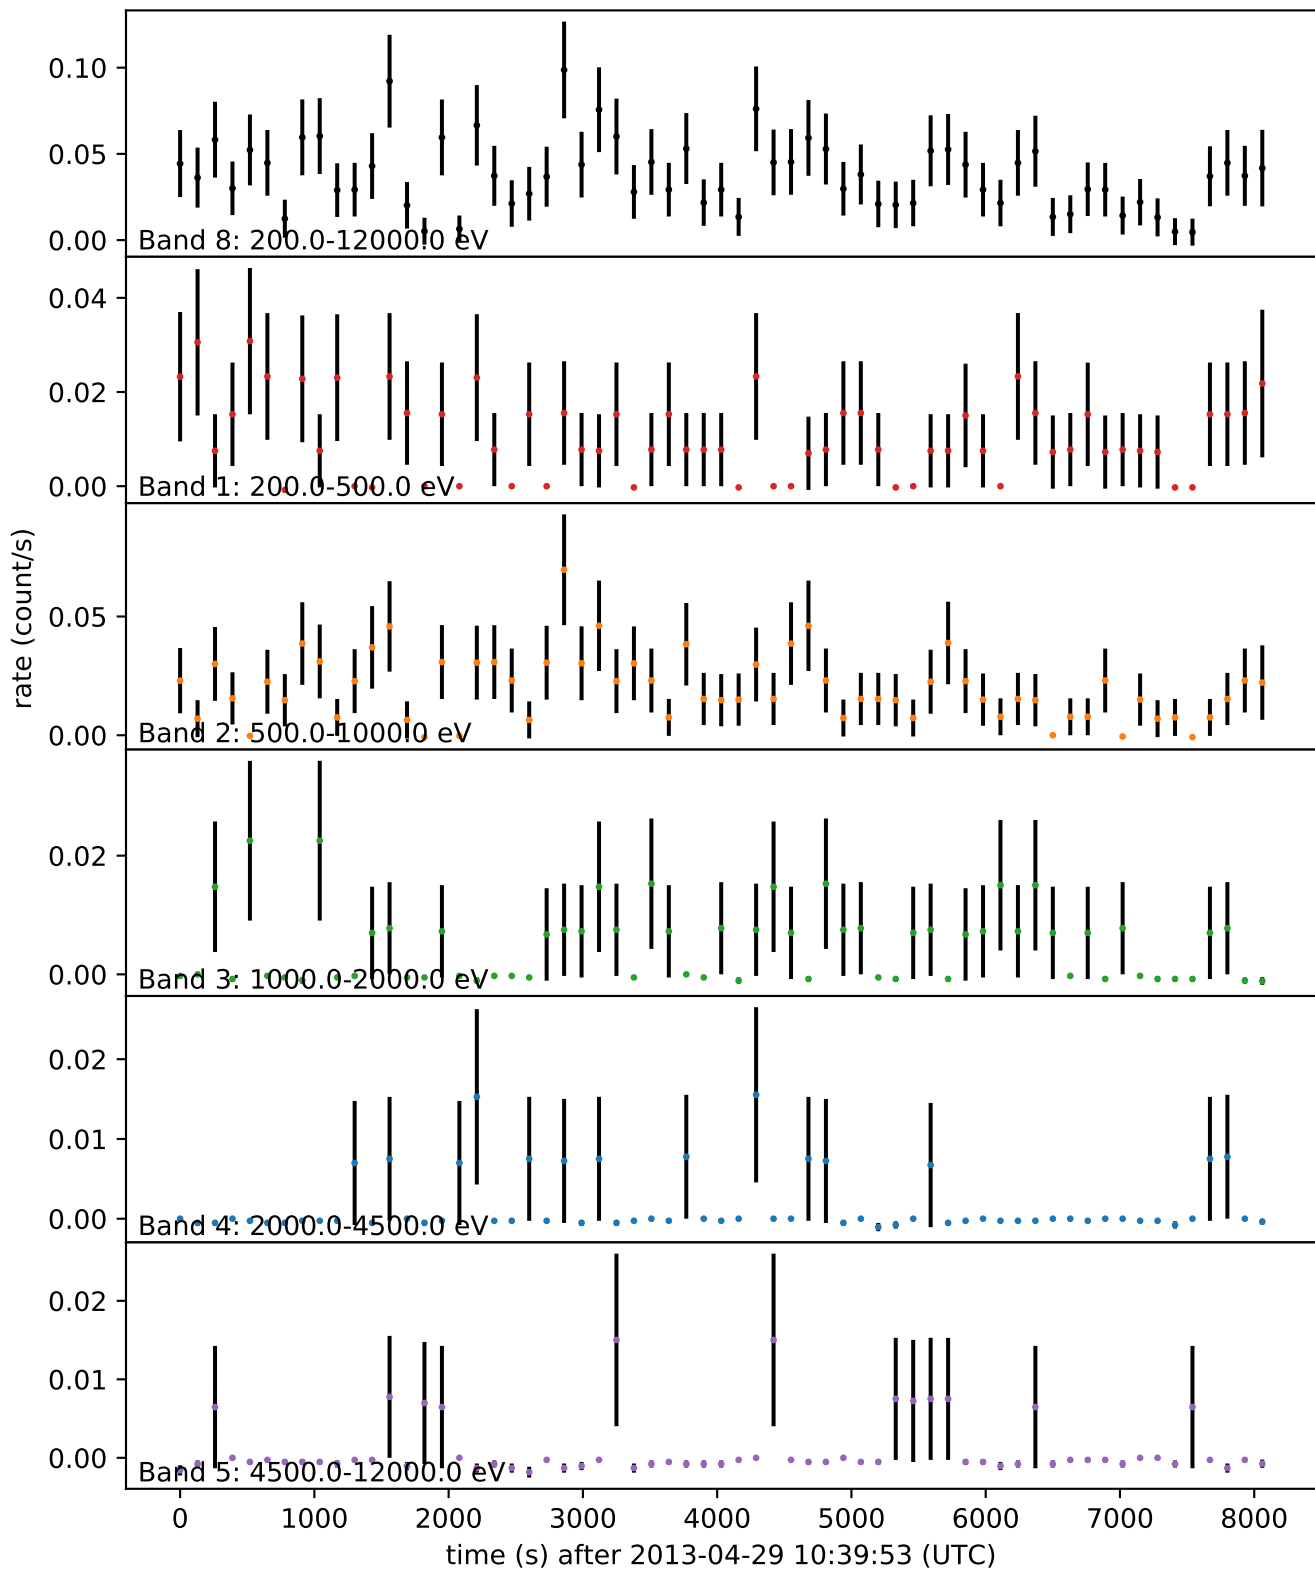 0.10
0.05
0.00
Band 8: 200.0-12000.0 eV
0.04
0.02
0.00
Band 1: 200.0-500.0 eV
rate (count/s)
0.05
0.00
Band 2: 500.0-1000.0 eV
0.02
0.00
Band 3: 1000.0-2000.0 eV
0.02
0.01
0.00
Band 4: 2000.0-4500.0 eV
0.02
0.01
0.00
Band 5: 4500.0-12000.0 eV
0 1000 2000 3000 4000 5000 6000 7000 8000
time (s) after 2013-04-29 10:39:53 (UTC)